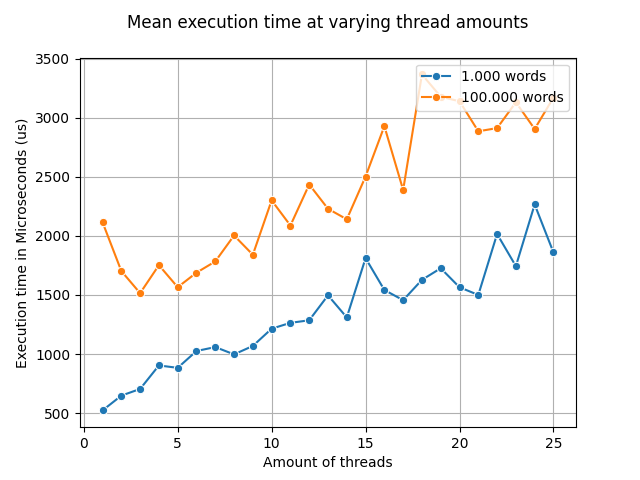 Mean execution time at varying thread amounts
3500
3000
2500
2000
1500
1000
500
Execution time in Microseconds (us)
1.000 words
100.000 words
0 5 10 15 20 25
Amount of threads